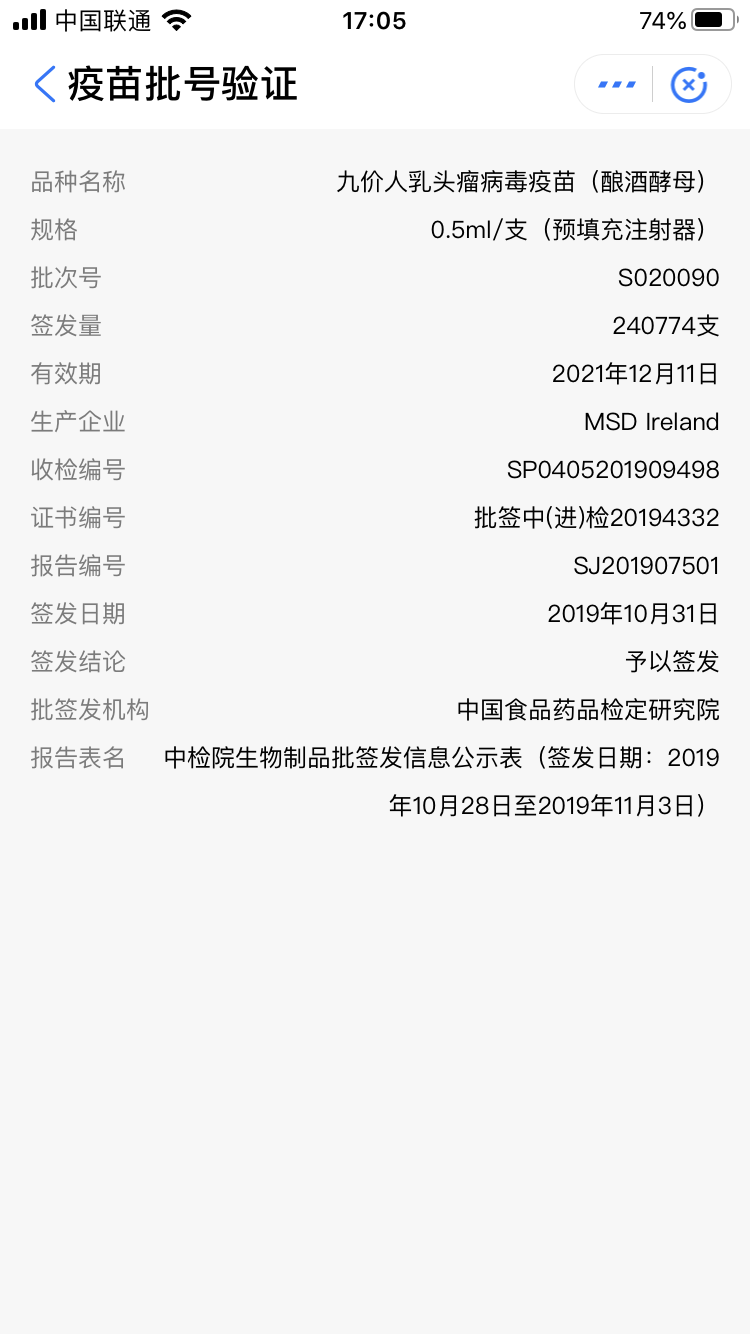 中国联通 17:05 74%
疫苗批号验证
品种名称 九价人乳头瘤病毒疫苗（酿酒酵母）
规格 0.5ml/支（预填充注射器）
批次号 S020090
签发量 240774支
有效期 2021年12月11日
生产企业 MSD Ireland
收检编号 SP0405201909498
证书编号 批签中(进)检20194332
报告编号 SJ201907501
签发日期 2019年10月31日
签发结论 予以签发
批签发机构 中国食品药品检定研究院
报告表名 中检院生物制品批签发信息公示表（签发日期：2019
年10月28日至2019年11月3日）